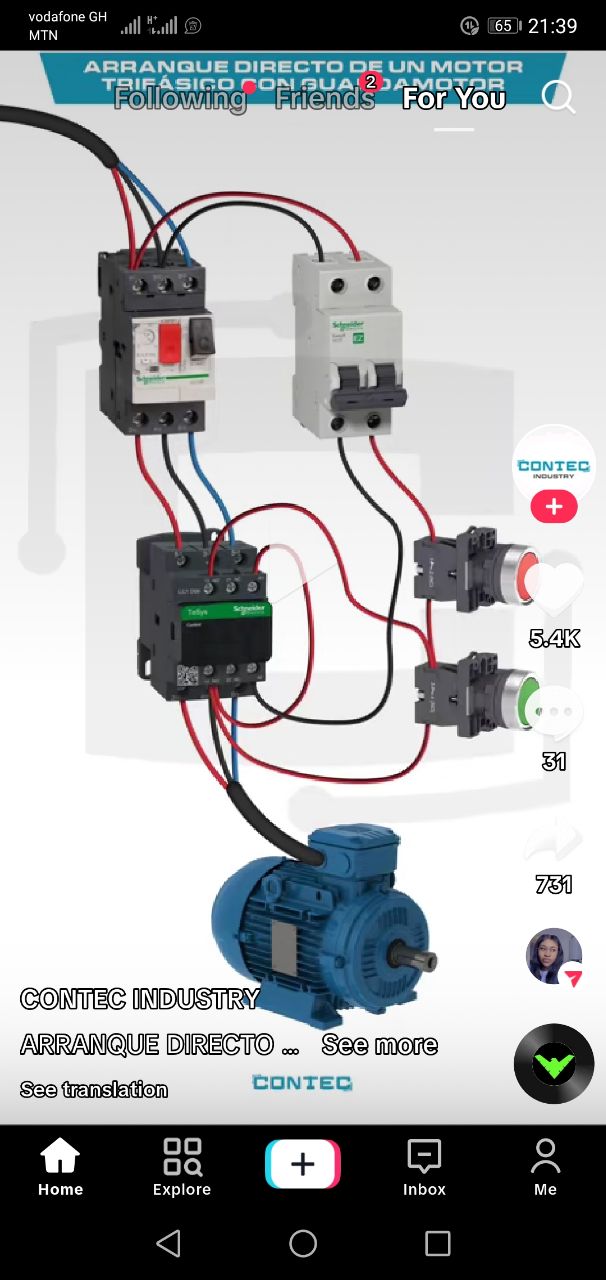 vodafone GH
MTN
H+
65
21:39
ARRANQUE DIRECTO DE UN MOTOR
TRIFÁSICO CON GUARDAMOTOR
Following
Friends
2
For You
Schneider
Schneider
CONTEC
INDUSTRY
TeSys
Schneider
5.4K
31
731
CONTEC INDUSTRY
ARRANQUE DIRECTO ... See more
See translation
CONTEC
Home
Explore
Inbox
Me